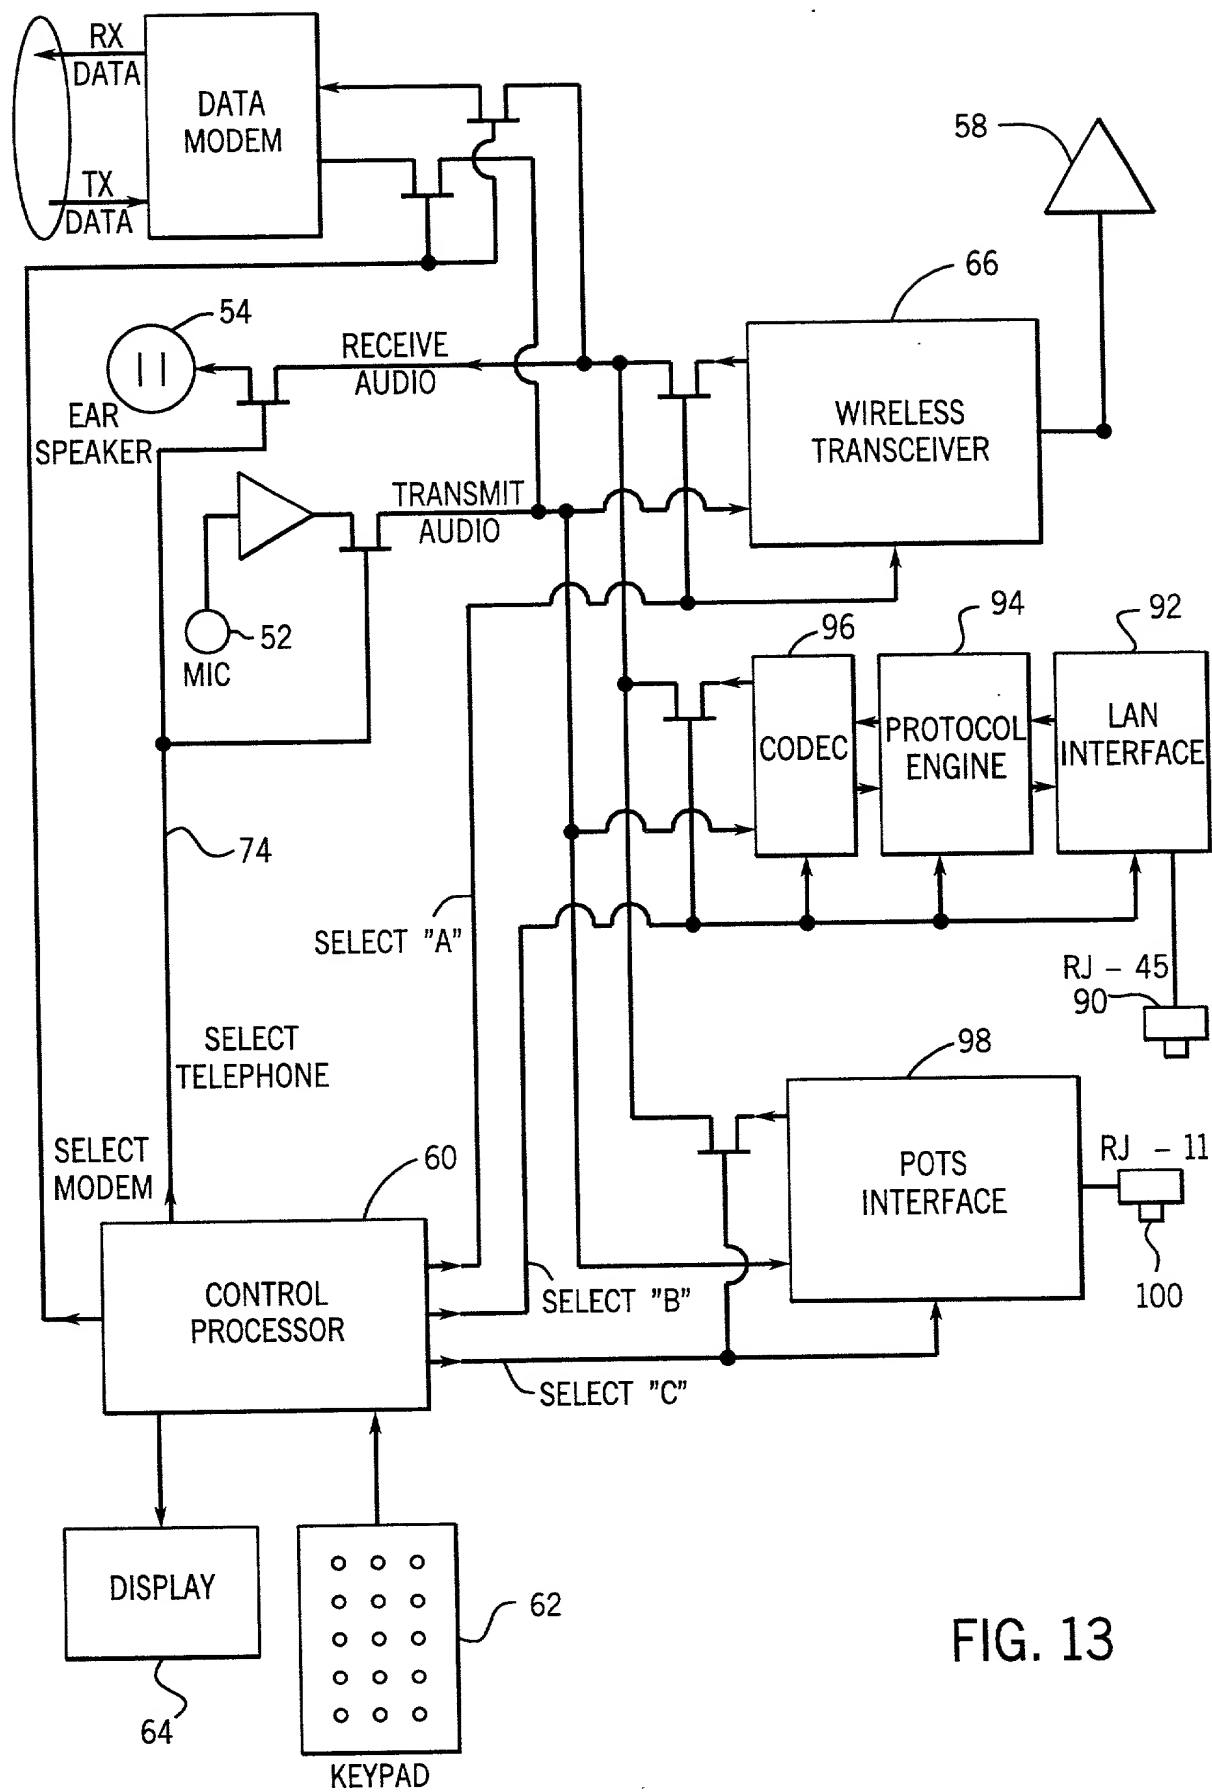 RX
DATA
DATA
MODEM
TX
DATA
58
66
54
RECEIVE
AUDIO
EAR
SPEAKER
WIRELESS
TRANSCEIVER
TRANSMIT
AUDIO
52
MIC
96
94
92
CODEC
PROTOCOL
ENGINE
LAN
INTERFACE
74
SELECT "A"
RJ - 45
90
SELECT
TELEPHONE
98
SELECT
MODEM
60
POTS
INTERFACE
RJ - 11
100
CONTROL
PROCESSOR
SELECT "B"
SELECT "C"
DISPLAY
62
64
KEYPAD
FIG. 13